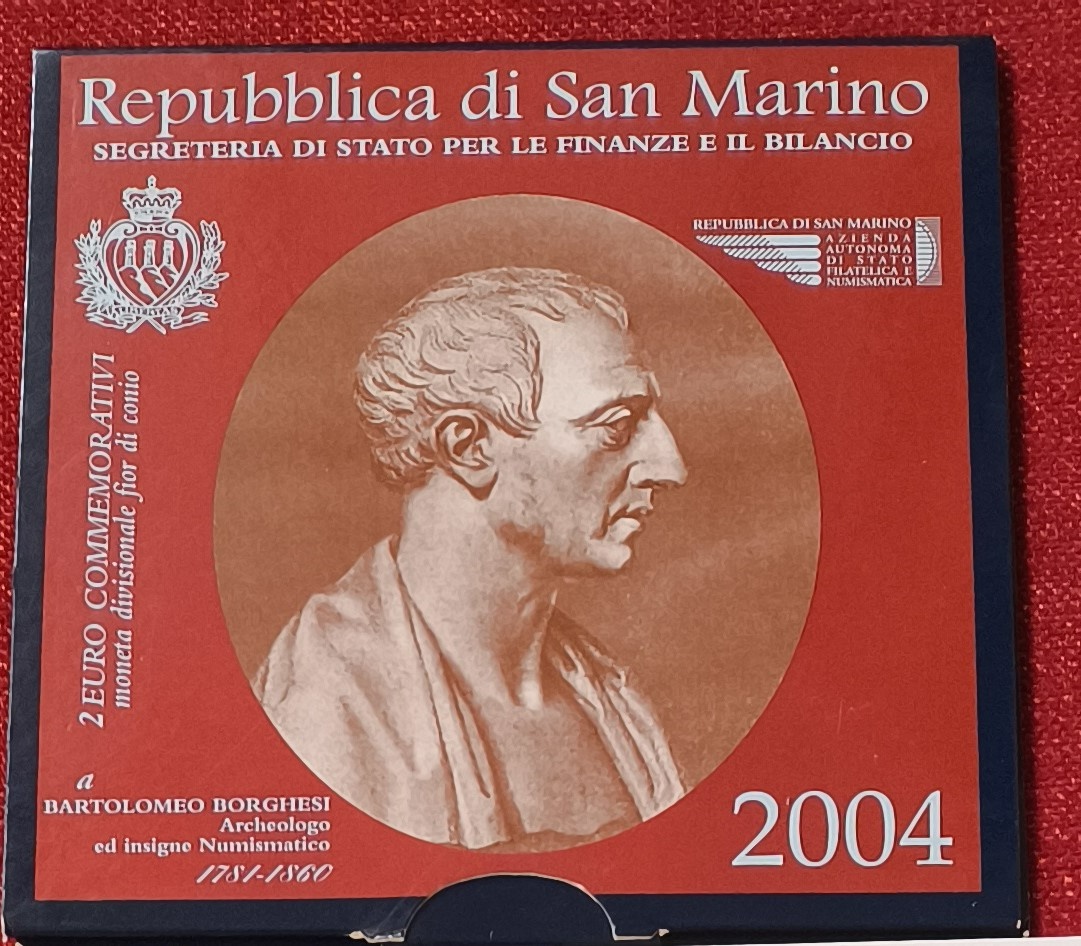 Repubblica di San Marino
SEGRETERIA DI STATO PER LE FINANZE E IL BILANCIO
REPUBBLICA DI SAN MARINO
AZIENDA
AUTONOMA
DI STATO
FILATELICA E
NUMISMATICA
LIBERTAS
2 EURO COMMEMORATIVI
moneta divisionale fior di conio
a
BARTOLOMEO BORGHESI
Archeologo
ed insigne Numismatico
1781-1860
2004